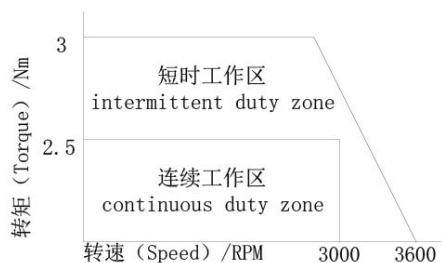 3
短时工作区
intermittent duty zone
2.5
连续工作区
continuous duty zone
转矩（Torque）/Nm
转速（Speed）/RPM
3000
3600